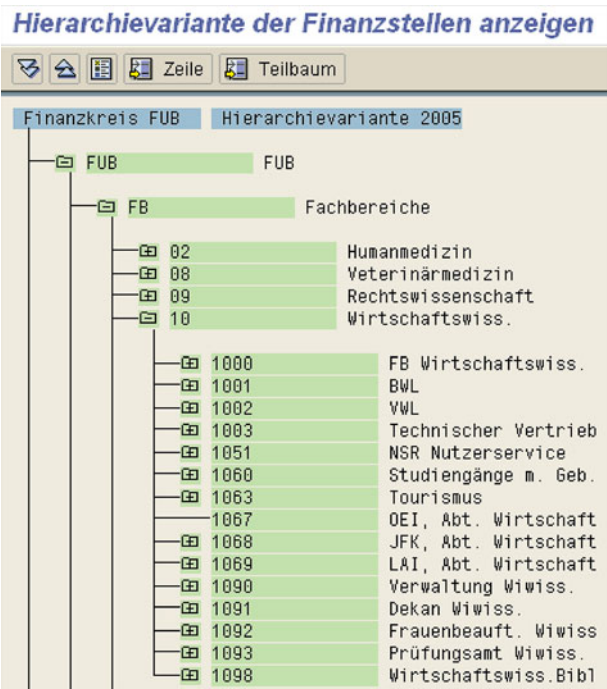 Hierarchievariante der Finanzstellen anzeigen
Zeile Teilbaum
Finanzkreis FUB Hierarchievariante 2005
FUB FUB
FB Fachbereiche
02 Humanmedizin
08 Veterinärmedizin
09 Rechtswissenschaft
10 Wirtschaftswiss.
1000 FB Wirtschaftswiss.
1001 BWL
1002 VWL
1003 Technischer Vertrieb
1051 NSR Nutzerservice
1060 Studiengänge m. Geb.
1063 Tourismus
1067 OEI, Abt. Wirtschaft
1068 JFK, Abt. Wirtschaft
1069 LAI, Abt. Wirtschaft
1090 Verwaltung Wiwiss.
1091 Dekan Wiwiss.
1092 Frauenbeauft. Wiwiss
1093 Prüfungsamt Wiwiss.
1098 Wirtschaftswiss.Bibl